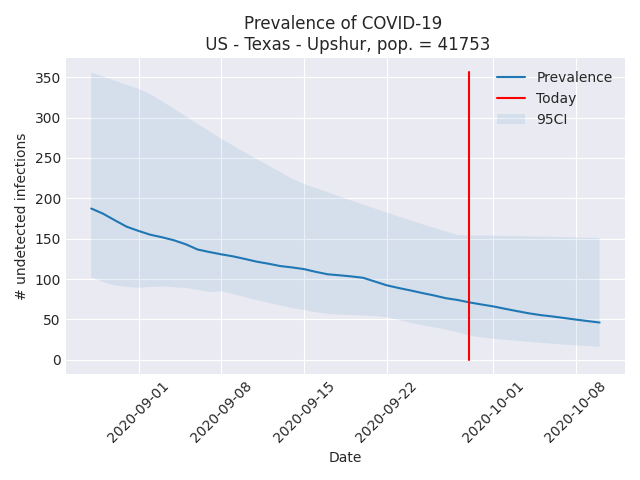 Prevalence of COVID-19
US - Texas - Upshur, pop. = 41753
350
300
250
200
150
100
50
0
# undetected infections
Prevalence
Today
95CI
2020-09-01
2020-09-08
2020-09-15
2020-09-22
2020-10-01
2020-10-08
Date